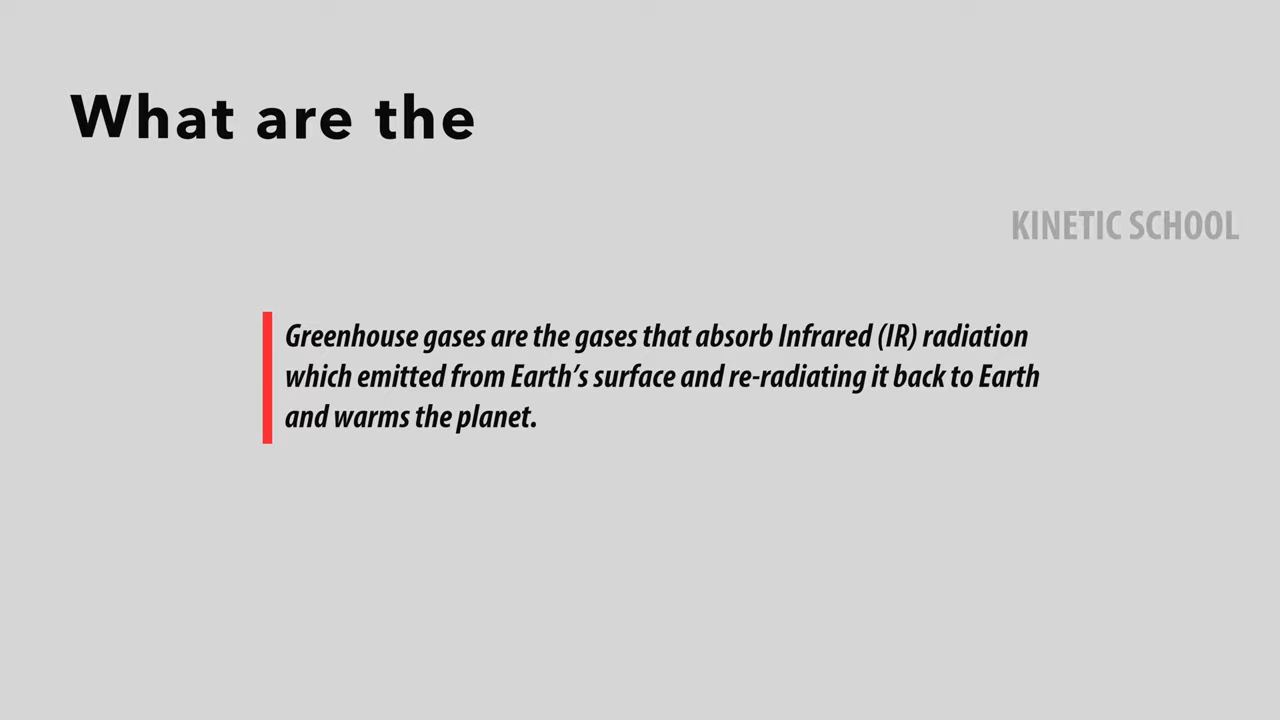 What are the
KINETIC SCHOOL
Greenhouse gases are the gases that absorb Infrared (IR) radiation
which emitted from Earth's surface and re-radiating it back to Earth
and warms the planet.